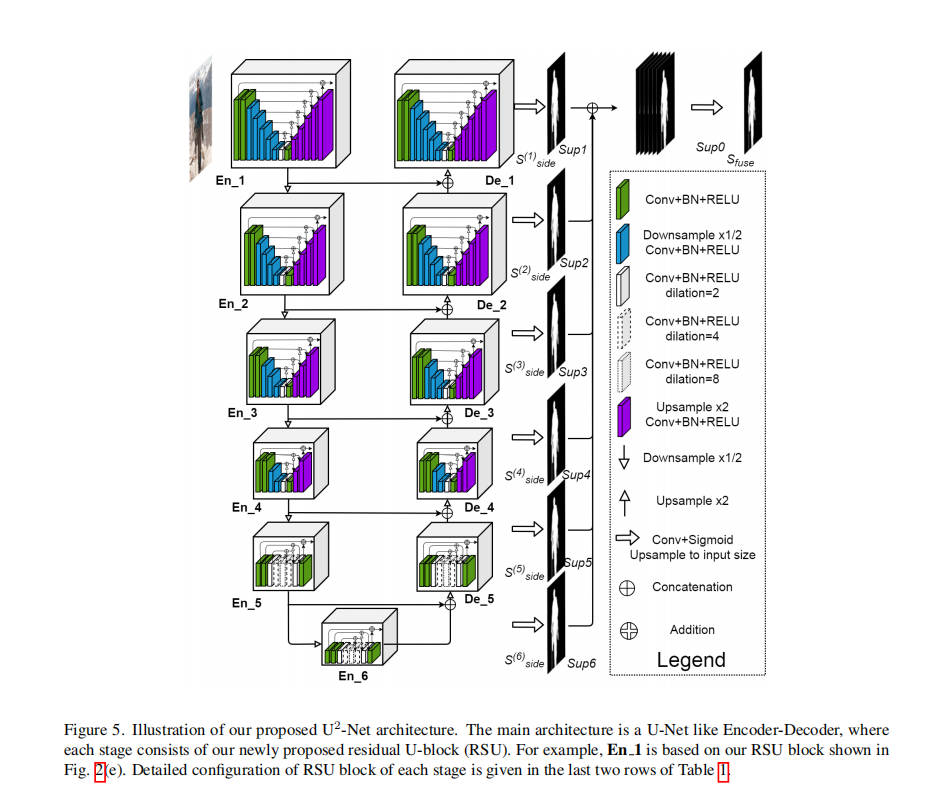 S(1)side
Sup1
Sup0
Sfuse
En_1
De_1
S(2)side
Sup2
En_2
De_2
S(3)side
Sup3
En_3
De_3
S(4)side
Sup4
En_4
De_4
S(5)side
Sup5
En_5
De_5
S(6)side
Sup6
En_6
Conv+BN+RELU
Downsample x1/2
Conv+BN+RELU
Conv+BN+RELU
dilation=2
Conv+BN+RELU
dilation=4
Conv+BN+RELU
dilation=8
Upsample x2
Conv+BN+RELU
Downsample x1/2
Upsample x2
Conv+Sigmoid
Upsample to input size
Concatenation
Addition
Legend
Figure 5. Illustration of our proposed U²-Net architecture. The main architecture is a U-Net like Encoder-Decoder, where
each stage consists of our newly proposed residual U-block (RSU). For example, En_1 is based on our RSU block shown in
Fig. 2(e). Detailed configuration of RSU block of each stage is given in the last two rows of Table 1.